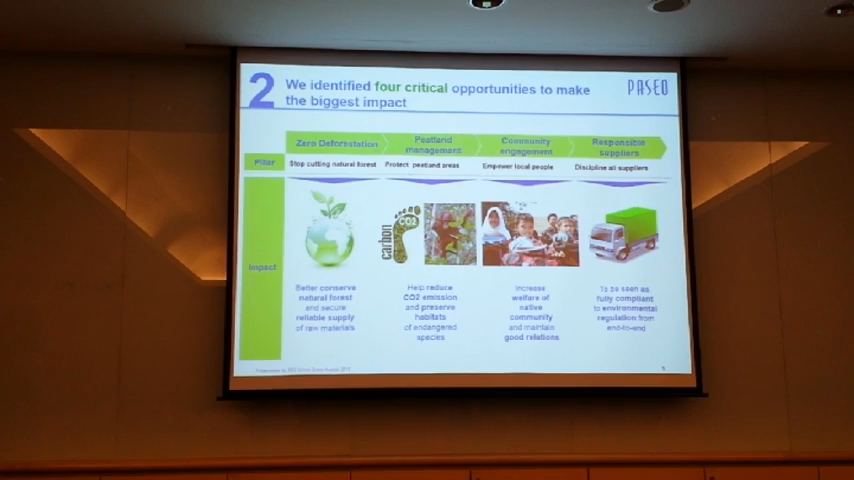 2
We identified four critical opportunities to make
the biggest impact
PASEO
Zero Deforestation
Peatland
management
Community
engagement
Responsible
suppliers
Pillar
Stop cutting natural forest
Protect peatland areas
Empower local people
Discipline all suppliers
Impact
CO2
carbon
Better conserve
natural forest
and secure
reliable supply
of raw materials
Help reduce
CO2 emission
and preserve
habitats
of endangered
species
Increase
welfare of
native
community
and maintain
good relations
To be seen as
fully compliant
to environmental
regulation from
end-to-end